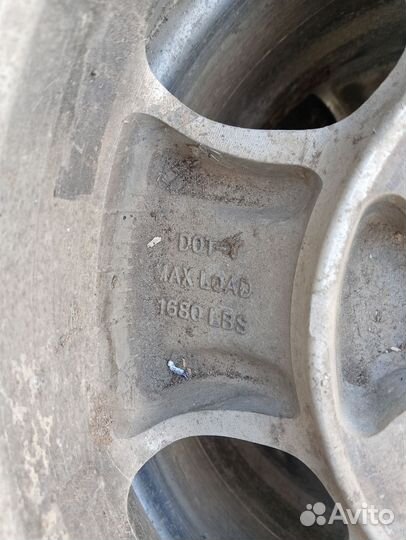 DOT-T
MAX LOAD
1680 LBS
Avito